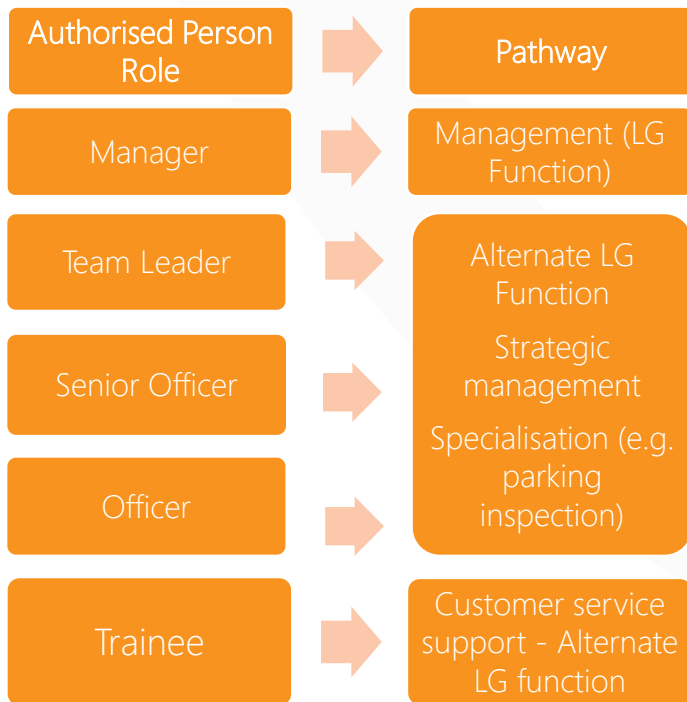 Authorised Person
Role
Pathway
Manager
Management (LG
Function)
Team Leader
Alternate LG
Function
Strategic
management
Specialisation (e.g.
parking
inspection)
Senior Officer
Officer
Trainee
Customer service
support - Alternate
LG function